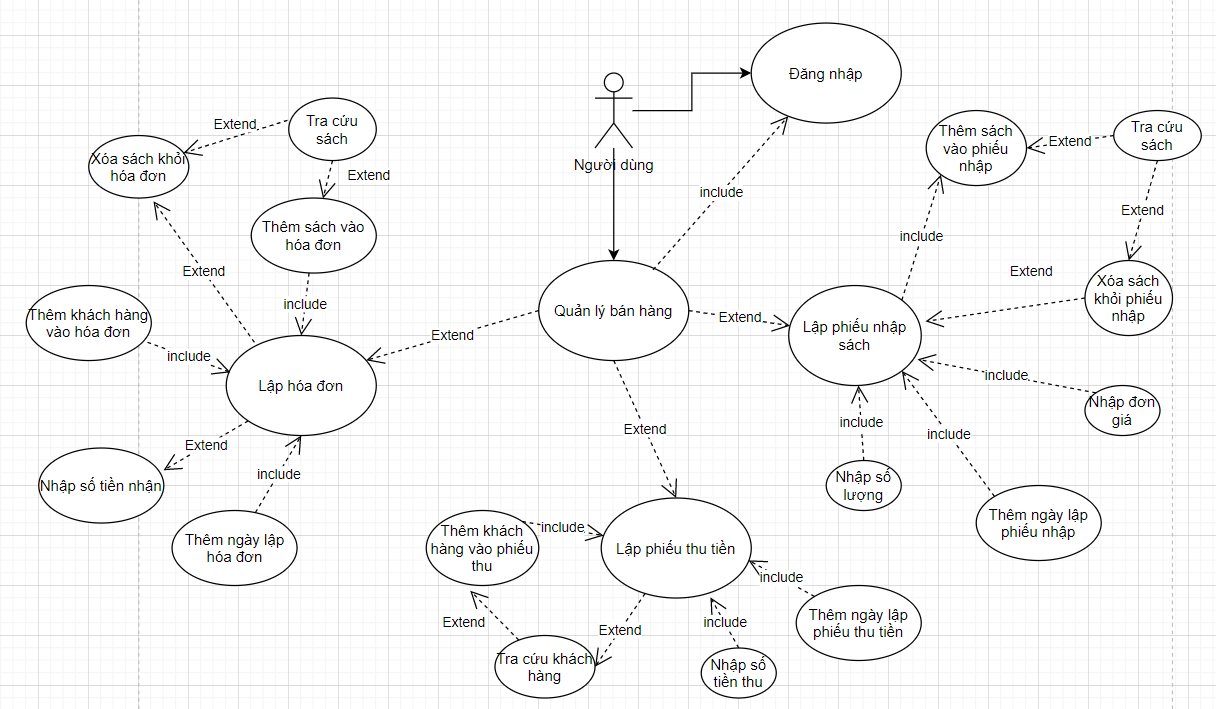 Đăng nhập
Người dùng
include
Quản lý bán hàng
Extend
Tra cứu
sách
Xóa sách khỏi
hóa đơn
Extend
Thêm sách vào
hóa đơn
Extend
include
Thêm khách hàng
vào hóa đơn
include
Lập hóa đơn
Extend
Extend
Nhập số tiền nhận
include
Thêm ngày lập
hóa đơn
Extend
Thêm sách
vào phiếu
nhập
Extend
Tra cứu
sách
include
Extend
Extend
Xóa sách
khỏi phiếu
nhập
Lập phiếu nhập
sách
include
Nhập đơn
giá
include
include
Nhập số
lượng
Thêm ngày lập
phiếu nhập
Extend
Thêm khách
hàng vào phiếu
thu
include
Lập phiếu thu tiền
include
Extend
Extend
include
Thêm ngày lập
phiếu thu tiền
Tra cứu khách
hàng
Nhập số
tiền thu